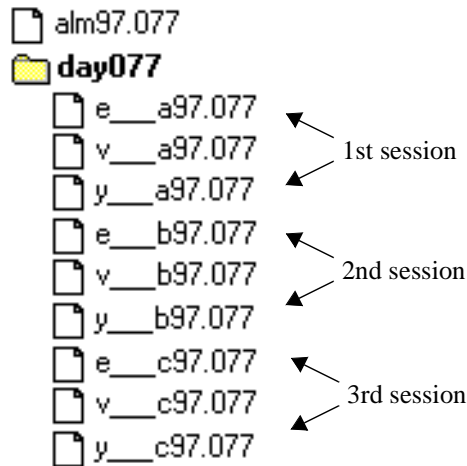 alm97.077
day077
e___a97.077
v___a97.077
1st session
y___a97.077
e___b97.077
v___b97.077
2nd session
y___b97.077
e___c97.077
v___c97.077
3rd session
y___c97.077